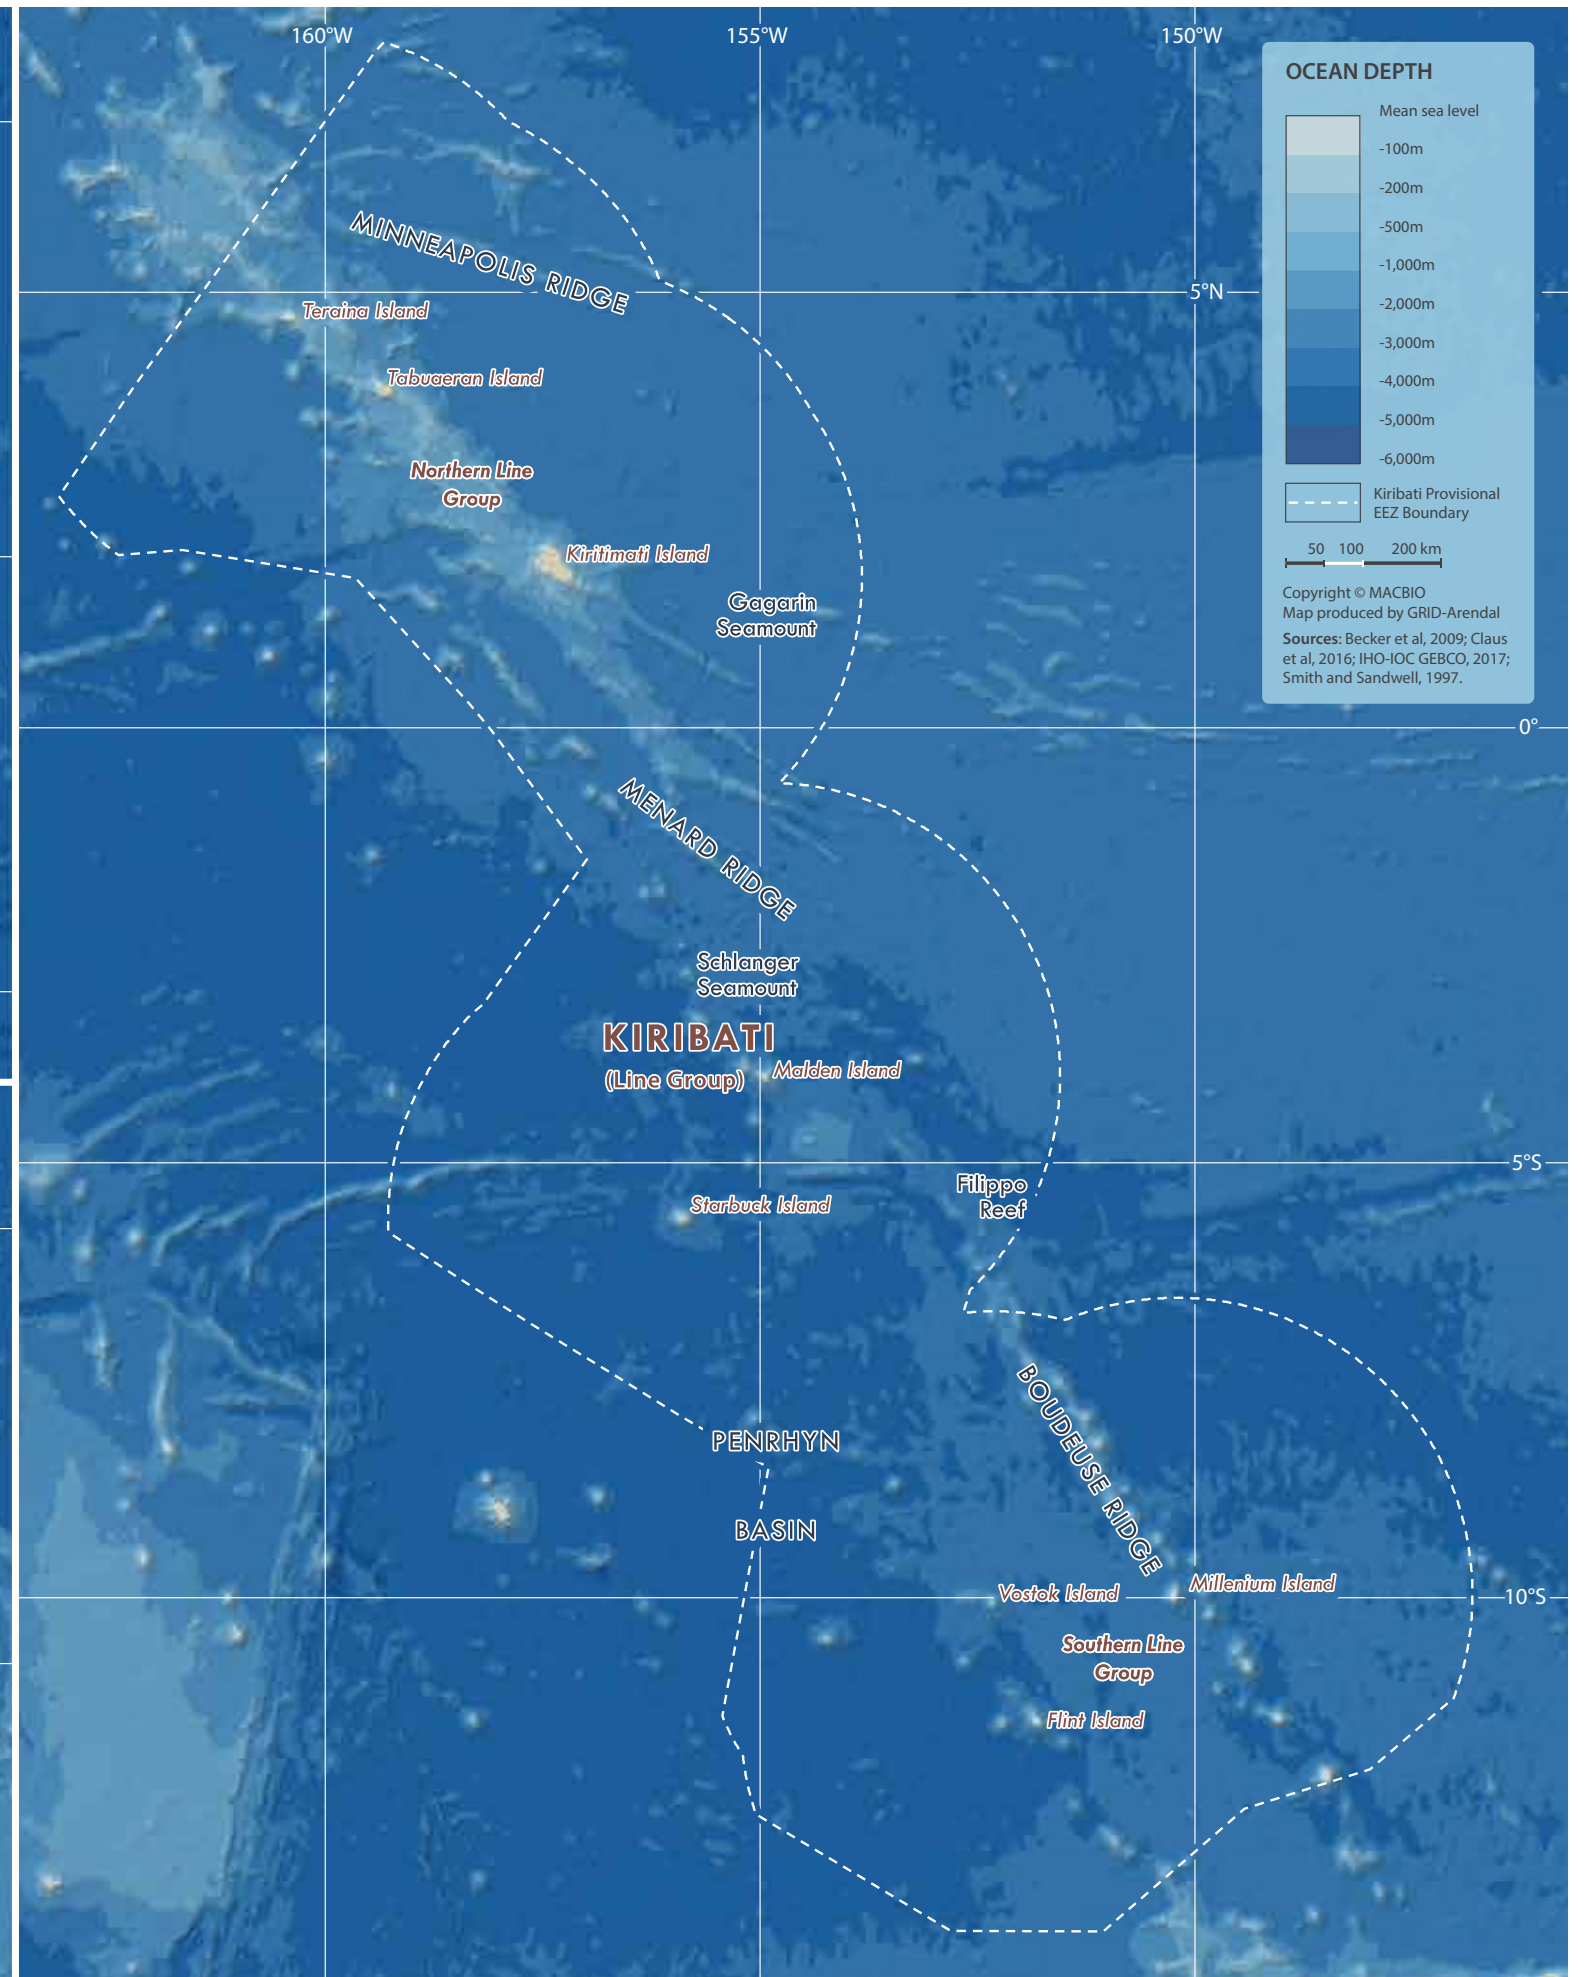 160°W
155°W
150°W
OCEAN DEPTH
Mean sea level
-100m
-200m
-500m
-1,000m
-2,000m
-3,000m
-4,000m
-5,000m
-6,000m
Kiribati Provisional
EEZ Boundary
50 100 200 km
Copyright © MACBIO
Map produced by GRID-Arendal
Sources: Becker et al, 2009; Claus
et al, 2016; IHO-IOC GEBCO, 2017;
Smith and Sandwell, 1997.
MINNEAPOLIS RIDGE
5°N
Teraina Island
Tabuaeran Island
Northern Line
Group
Kiritimati Island
Gagarin
Seamount
0°
MENARD RIDGE
Schlanger
Seamount
KIRIBATI
(Line Group)
Malden Island
5°S
Filippo
Reef
Starbuck Island
BOUDEUSE RIDGE
PENRHYN
BASIN
Vostok Island
Millenium Island
10°S
Southern Line
Group
Flint Island